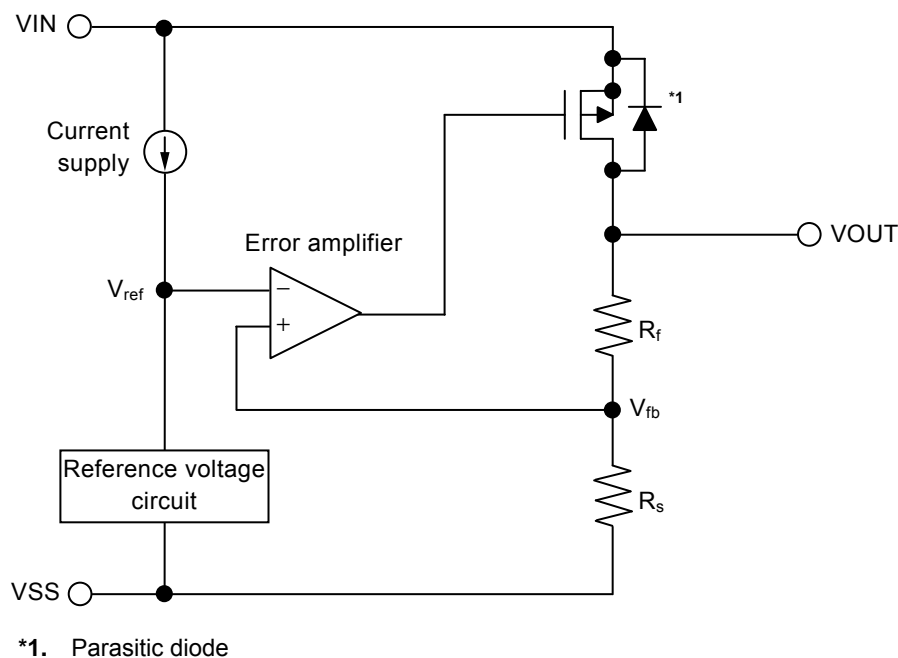 VIN
*1
Current
supply
VOUT
Error amplifier
Vref
−
+
Rf
Vfb
Reference voltage
circuit
Rs
VSS
*1. Parasitic diode